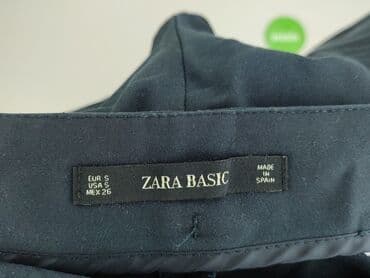 EUR S
USA S
MEX 26
ZARA BASIC
MADE
IN
SPAIN